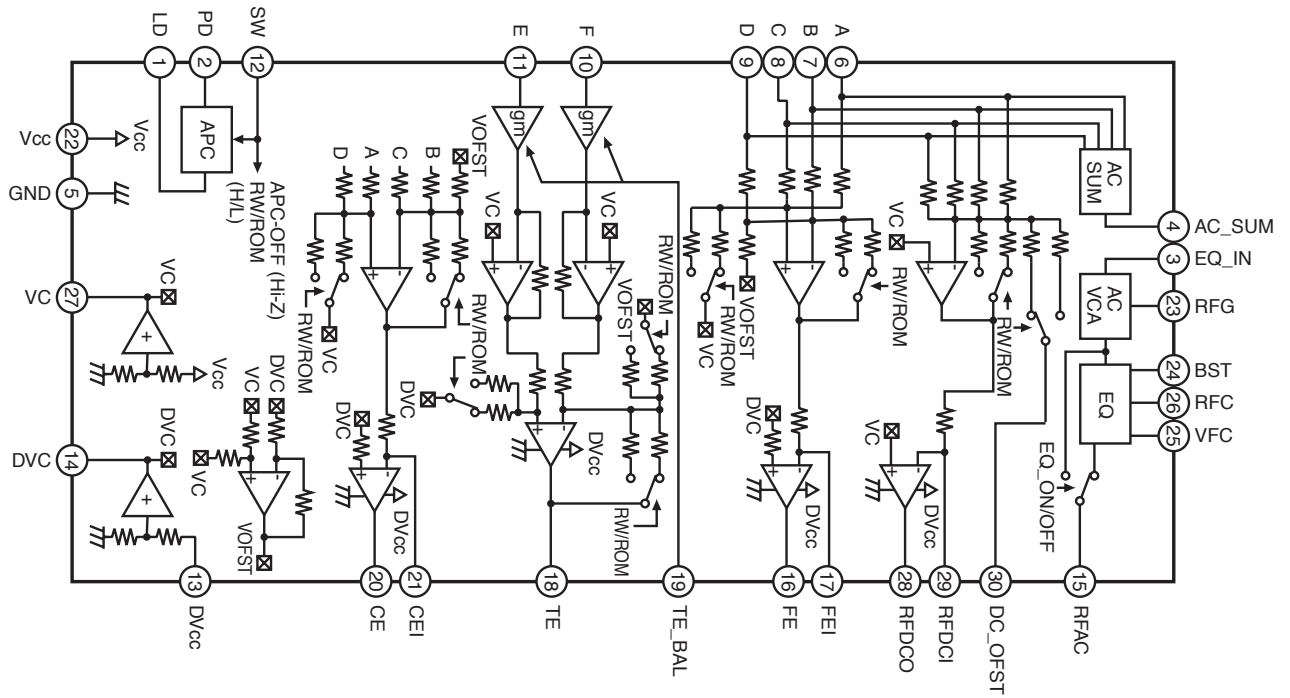 LD
PD
SW
E
F
D
C
B
A
1
2
12
11
10
9
8
7
6
Vcc
22
Vcc
GND
5
APC
APC-OFF (Hi-Z)
RW/ROM
(H/L)
gm
gm
AC
SUM
4
AC_SUM
3
EQ_IN
AC
VCA
23
RFG
24
BST
EQ
26
RFC
25
VFC
VC
27
VC
+
Vcc
DVC
14
DVC
+
VC
DVC
VC
+
-
VOFST
D
A
C
B
VOFST
+
-
RW/ROM
VC
RW/ROM
DVC
+
-
DVcc
VC
+
-
VC
-
+
RW/ROM
VOFST
DVC
+
-
DVcc
RW/ROM
VOFST
VC
RW/ROM
+
-
RW/ROM
DVC
+
-
DVcc
VC
+
-
RW/ROM
VC
+
-
DVcc
EQ_ON/OFF
13
DVcc
20
CE
21
CEI
18
TE
19
TE_BAL
16
FE
17
FEI
28
RFDCO
29
RFDCI
30
DC_OFST
15
RFAC